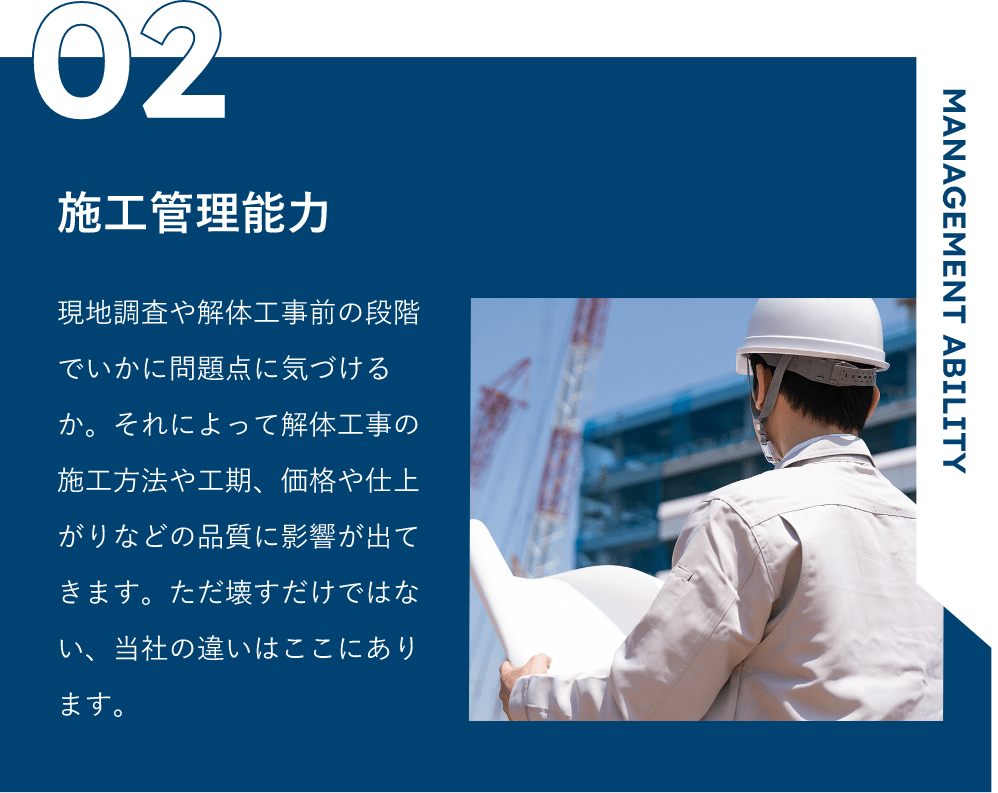 02
施工管理能力
現地調査や解体工事前の段階
でいかに問題点に気づける
か。それによって解体工事の
施工方法や工期、価格や仕上
がりなどの品質に影響が出て
きます。ただ壊すだけではな
い、当社の違いはここにあり
ます。
MANAGEMENT ABILITY